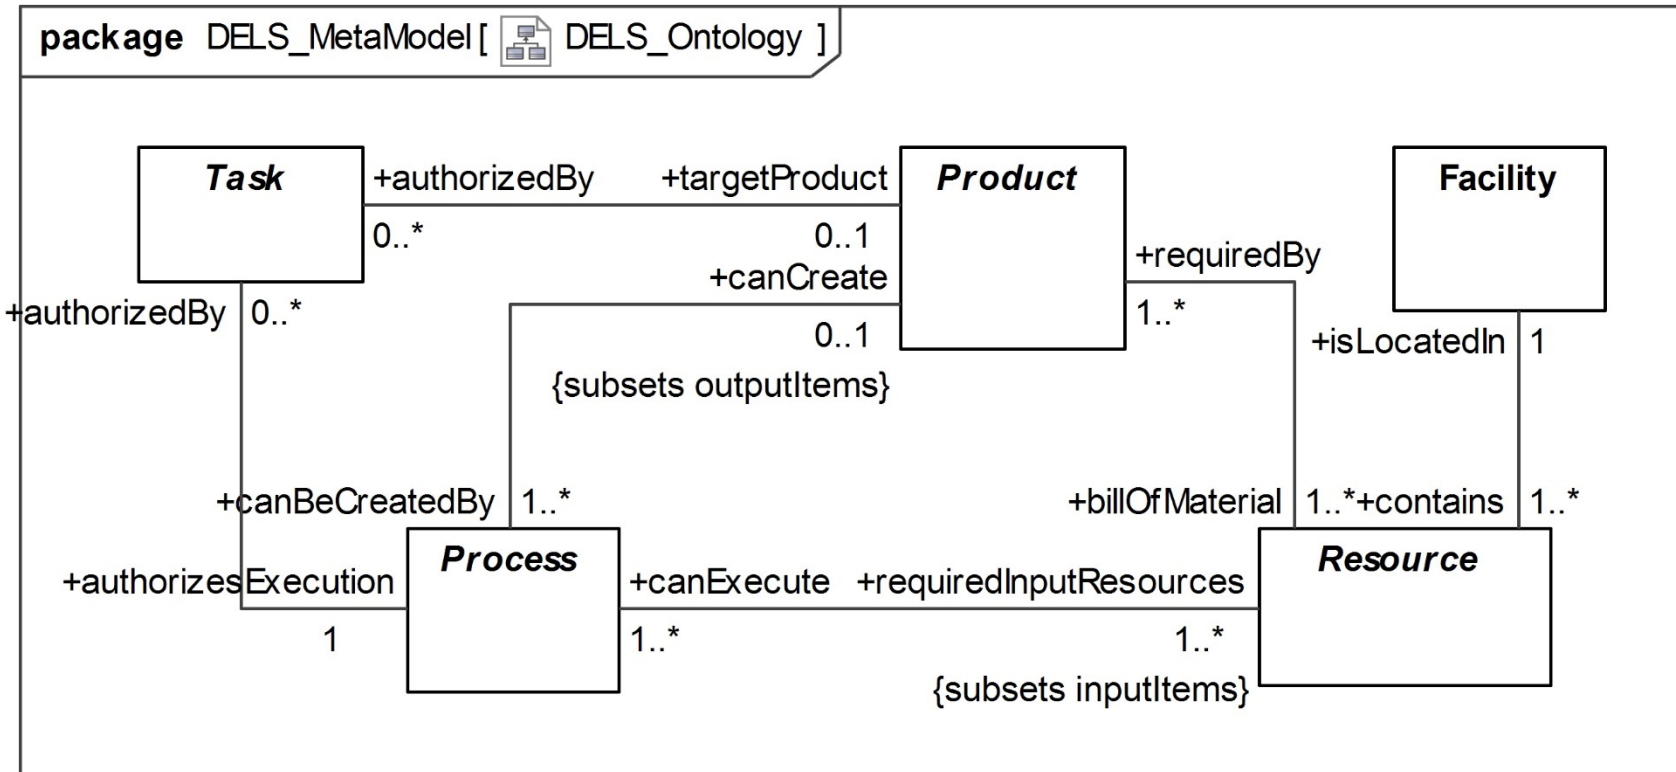 package DELS_MetaModel[ DELS_Ontology ]
Task
+authorizedBy
+targetProduct
Product
Facility
0..*
0..1
+requiredBy
+canCreate
+authorizedBy
0..*
0..1
1..*
+isLocatedIn
1
{subsets outputItems}
+canBeCreatedBy
1..*
+billOfMaterial
1..*
+contains
1..*
Process
Resource
+authorizesExecution
+canExecute
+requiredInputResources
1
1..*
1..*
{subsets inputItems}